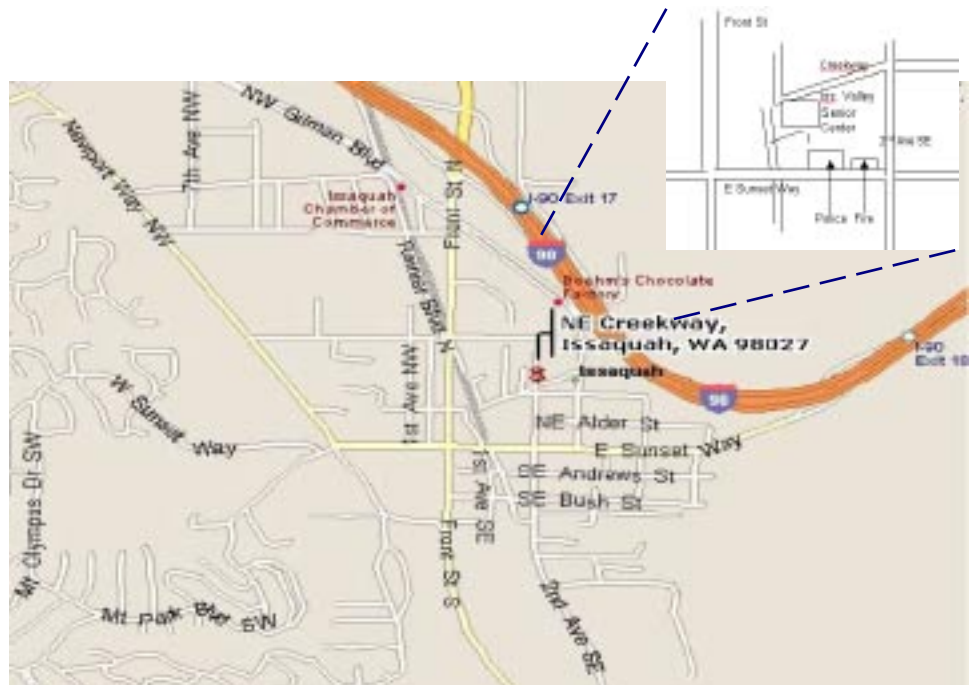 Front St
Creekway
Iss. Valley
Senior
Center
2nd Ave SE
E Sunset Way
Police Fire
NW Gilman Blvd
7th Ave NW
Newport Way NW
Issaquah
Chamber of
Commerce
Front St N
I-90 Exit 17
90
Rainier Blvd N
Boehm's Chocolate
Factory
NE Creekway,
Issaquah, WA 98027
I-90
Exit 18
Issaquah
1st Ave NW
90
W Sunset Way
NE Alder St
E Sunset Way
Mt Olympus Dr SW
1st Ave SE
SE Andrews St
SE Bush St
Front St S
2nd Ave SE
Mt Park Blvd SW